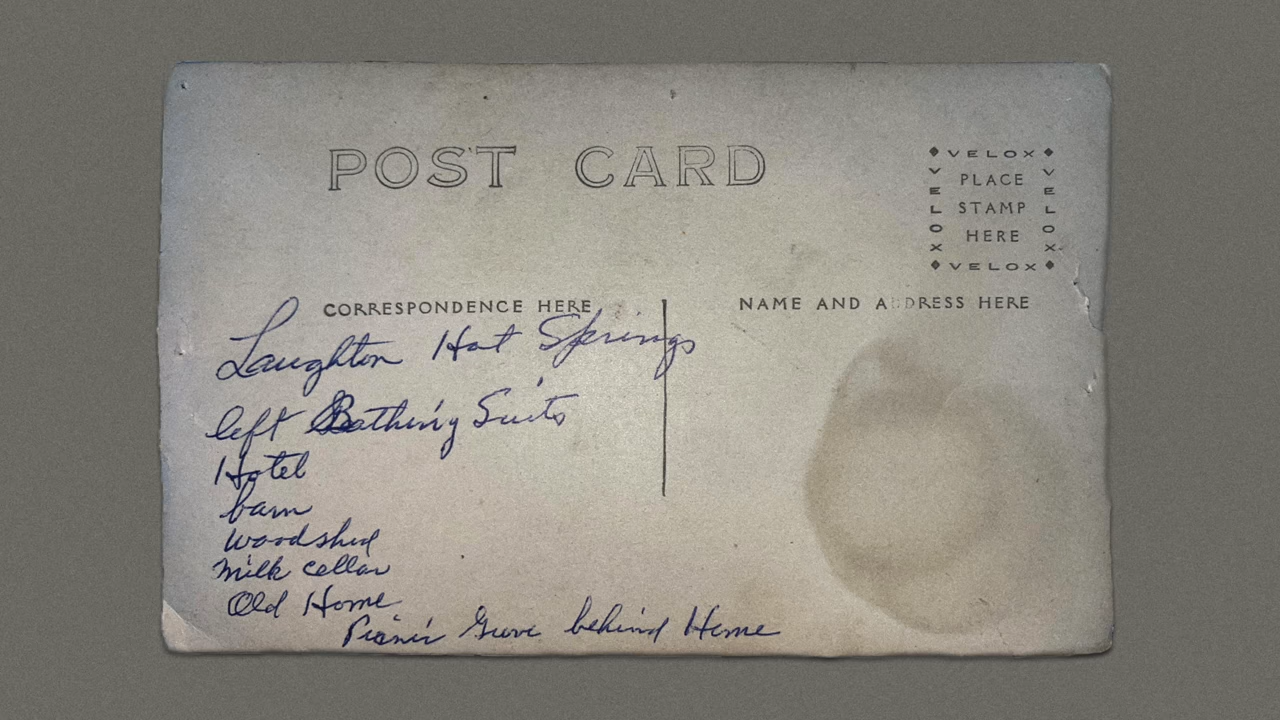 POST CARD
VELOX
VELOX
PLACE
STAMP
HERE
VELOX
VELOX
CORRESPONDENCE HERE
NAME AND ADDRESS HERE
Laughton Hot Springs
left Bathing Suits
Hotel
barn
woodshed
milk cellar
Old Home
Picnic Grove behind Home